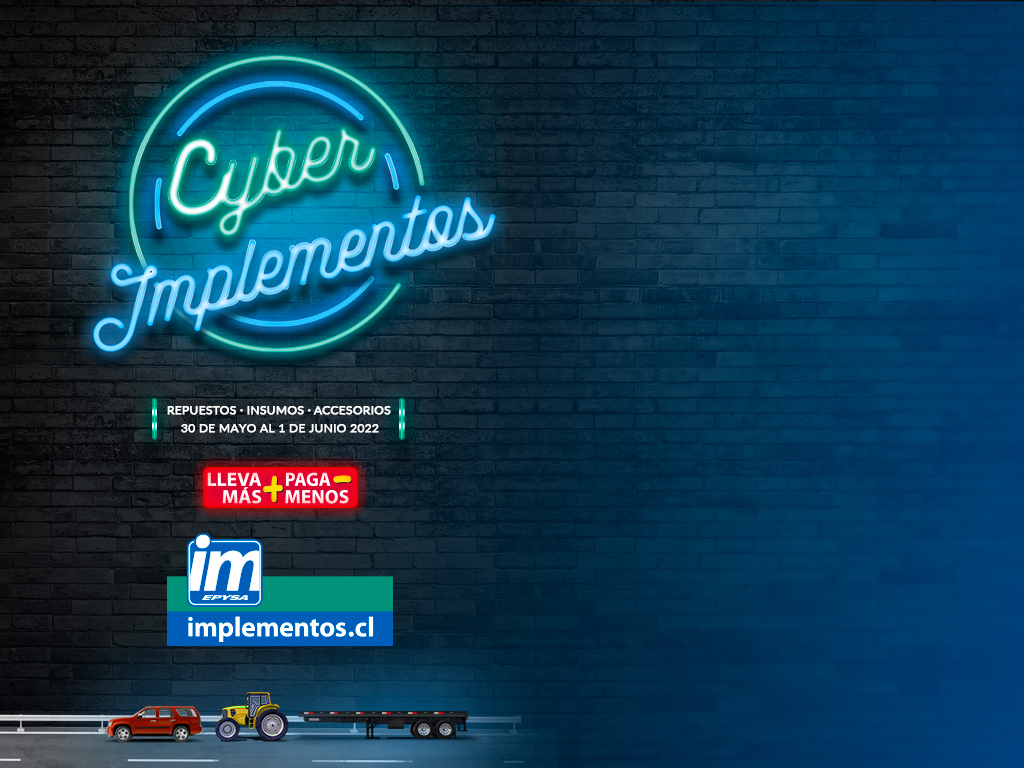 Cyber
Implementos
REPUESTOS · INSUMOS · ACCESORIOS
30 DE MAYO AL 1 DE JUNIO 2022
LLEVA MÁS + PAGA MENOS -
im
EPYSA
implementos.cl